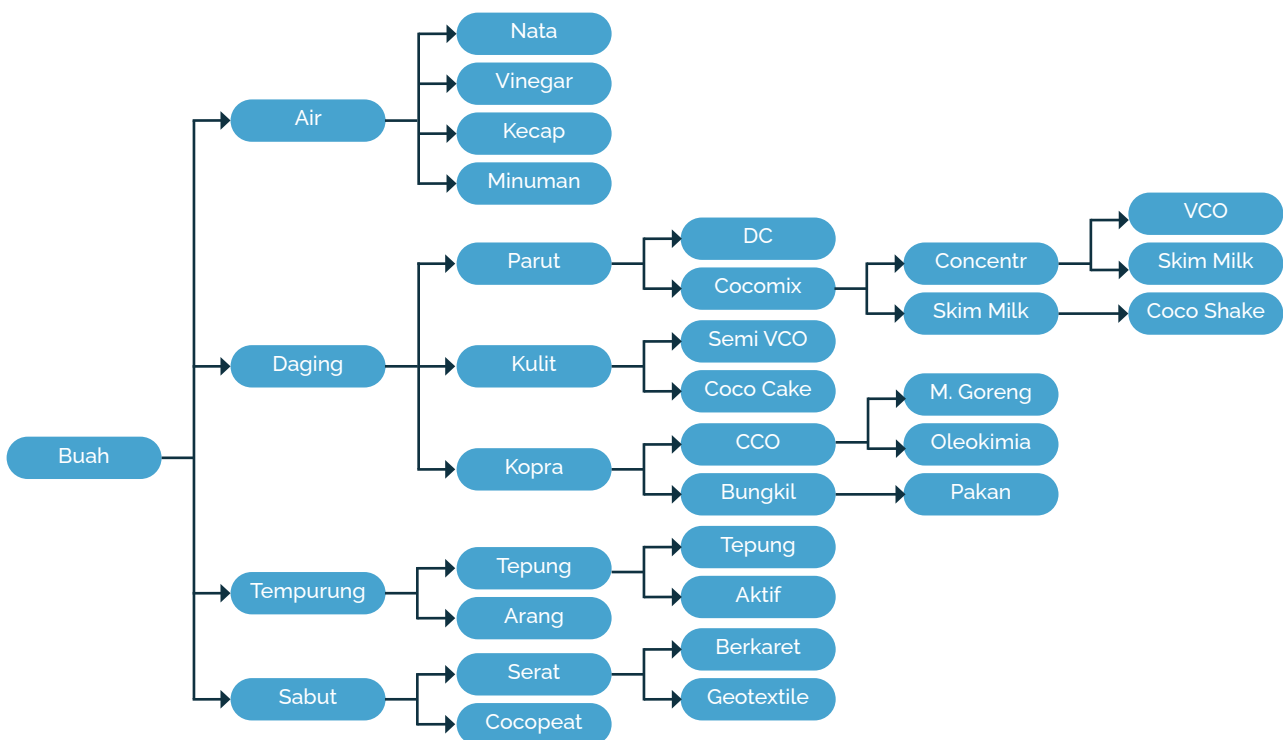 Buah
Air
Nata
Vinegar
Kecap
Minuman
Daging
Parut
DC
Cocomix
Concentr
VCO
Skim Milk
Skim Milk
Coco Shake
Kulit
Semi VCO
Coco Cake
Kopra
CCO
M. Goreng
Oleokimia
Bungkil
Pakan
Tempurung
Tepung
Tepung
Aktif
Arang
Sabut
Serat
Berkaret
Geotextile
Cocopeat